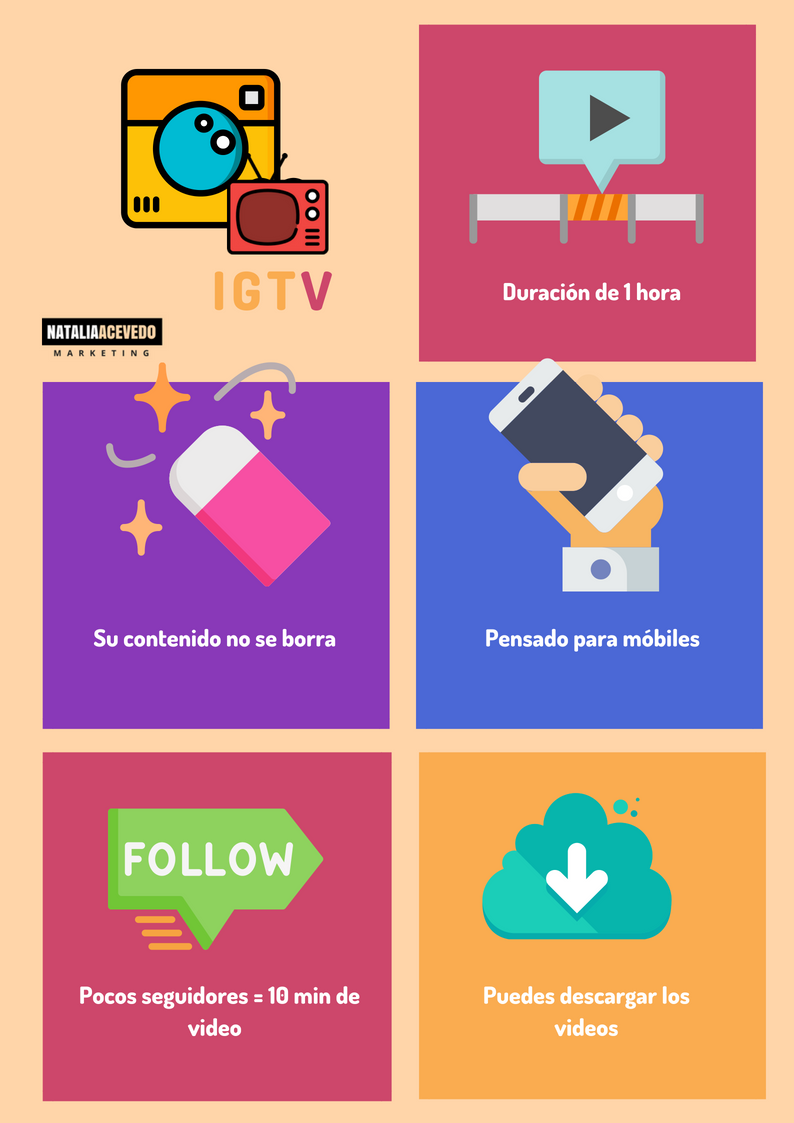 IGTV
NATALIAACEVEDO
MARKETING
Duración de 1 hora
Su contenido no se borra
Pensado para móbiles
FOLLOW
Pocos seguidores = 10 min de
video
Puedes descargar los
videos